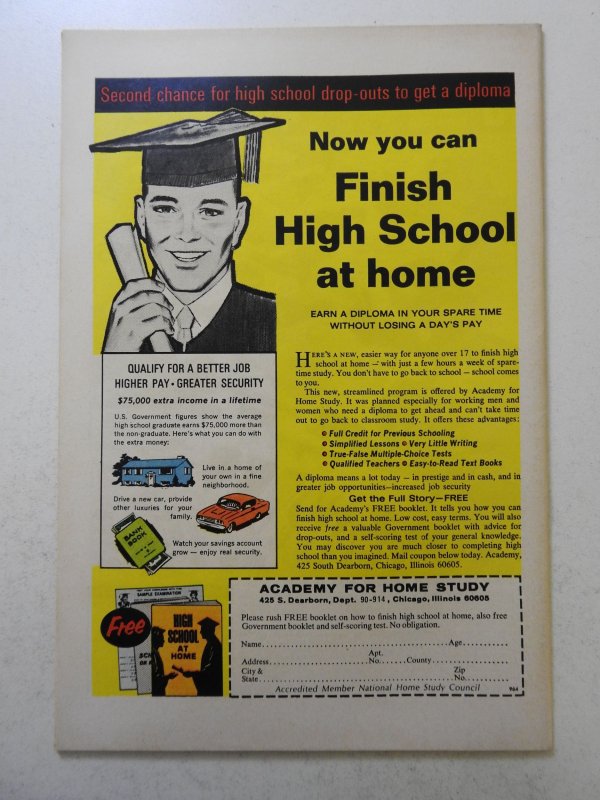 Second chance for high school drop-outs to get a diploma
Now you can
Finish
High School
at home
EARN A DIPLOMA IN YOUR SPARE TIME
WITHOUT LOSING A DAY'S PAY
HERE'S A NEW, easier way for anyone over 17 to finish high
school at home — with just a few hours a week of spare-
time study. You don't have to go back to school — school comes
to you.
This new, streamlined program is offered by Academy for
Home Study. It was planned especially for working men and
women who need a diploma to get ahead and can't take time
out to go back to classroom study. It offers these advantages:
Full Credit for Previous Schooling
Simplified Lessons Very Little Writing
True-False Multiple-Choice Tests
Qualified Teachers Easy-to-Read Text Books
A diploma means a lot today — in prestige and in cash, and in
greater job opportunities—increased job security
Get the Full Story—FREE
Send for Academy's FREE booklet. It tells you how you can
finish high school at home. Low cost, easy terms. You will also
receive free a valuable Government booklet with advice for
drop-outs, and a self-scoring test of your general knowledge.
You may discover you are much closer to completing high
school than you imagined. Mail coupon below today. Academy,
425 South Dearborn, Chicago, Illinois 60605.
QUALIFY FOR A BETTER JOB
HIGHER PAY • GREATER SECURITY
$75,000 extra income in a lifetime
U.S. Government figures show the average
high school graduate earns $75,000 more than
the non-graduate. Here's what you can do with
the extra money:
Live in a home of
your own in a fine
neighborhood.
Drive a new car, provide
other luxuries for your
family.
BANK
BOOK
Watch your savings account
grow — enjoy real security.
SAMPLE EXAMINATION
Free
HIGH
SCHOOL
AT
HOME
ACADEMY FOR HOME STUDY
425 S. Dearborn, Dept. 90-914, Chicago, Illinois 60605
Please rush FREE booklet on how to finish high school at home, also free
Government booklet and self-scoring test. No obligation.
Name Age
Apt.
Address No. County
City & Zip
State No.
Accredited Member National Home Study Council 964